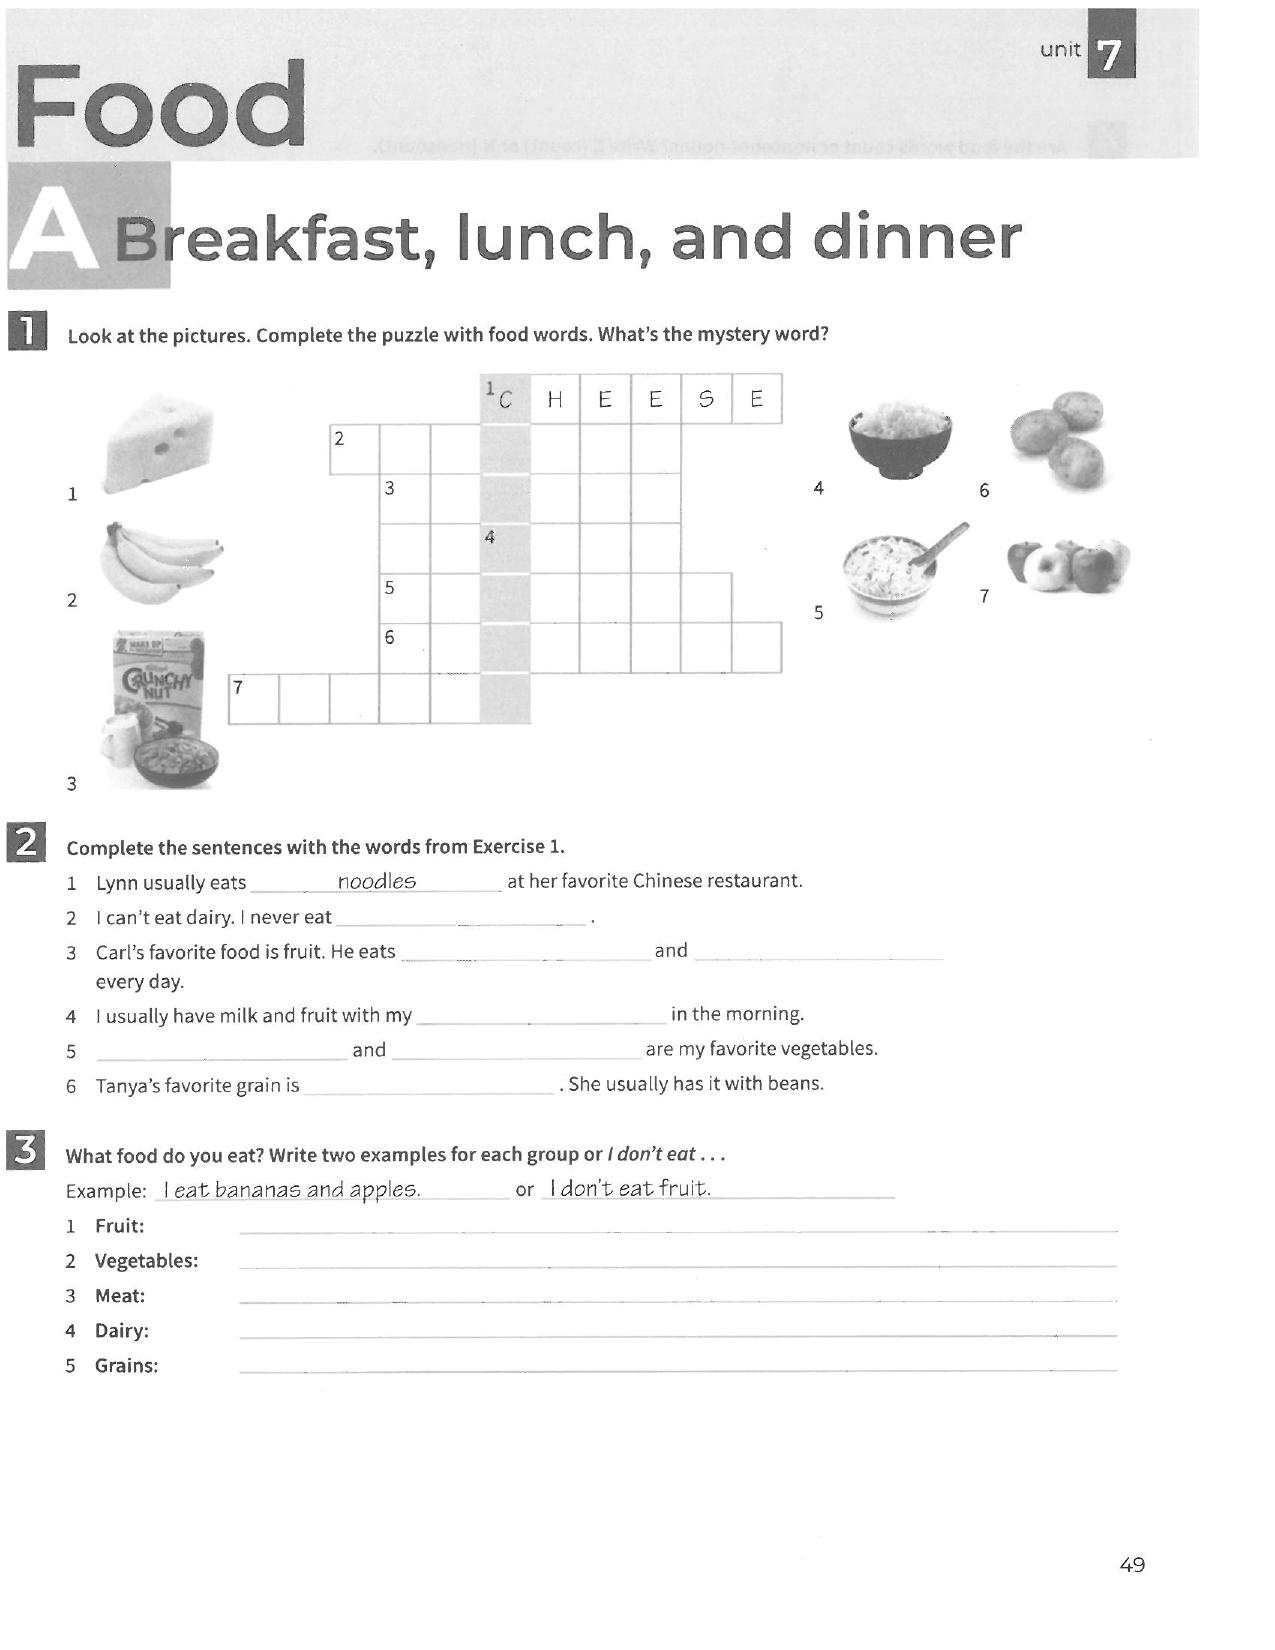 unit 7
Food
A Breakfast, lunch, and dinner
1 Look at the pictures. Complete the puzzle with food words. What's the mystery word?
1 C H E E S E
2
3
4
5
6
7
1
2
WAKE UP
CRUNCHY
NUT
3
4
5
6
7
2 Complete the sentences with the words from Exercise 1.
1 Lynn usually eats noodles at her favorite Chinese restaurant.
2 I can't eat dairy. I never eat .
3 Carl's favorite food is fruit. He eats and
every day.
4 I usually have milk and fruit with my in the morning.
5 and are my favorite vegetables.
6 Tanya's favorite grain is . She usually has it with beans.
3 What food do you eat? Write two examples for each group or I don't eat . . .
Example: I eat bananas and apples. or I don't eat fruit.
1 Fruit:
2 Vegetables:
3 Meat:
4 Dairy:
5 Grains:
49